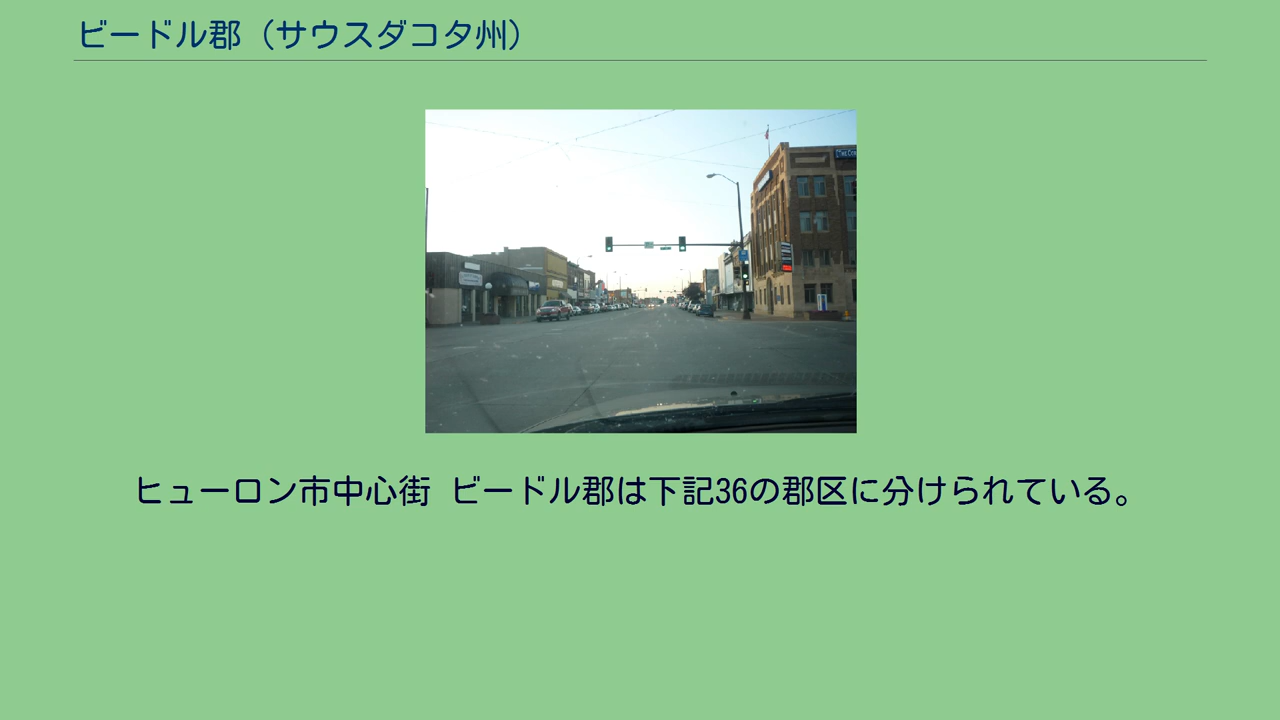 ビードル郡（サウスダコタ州）
ヒューロン市中心街 ビードル郡は下記36の郡区に分けられている。